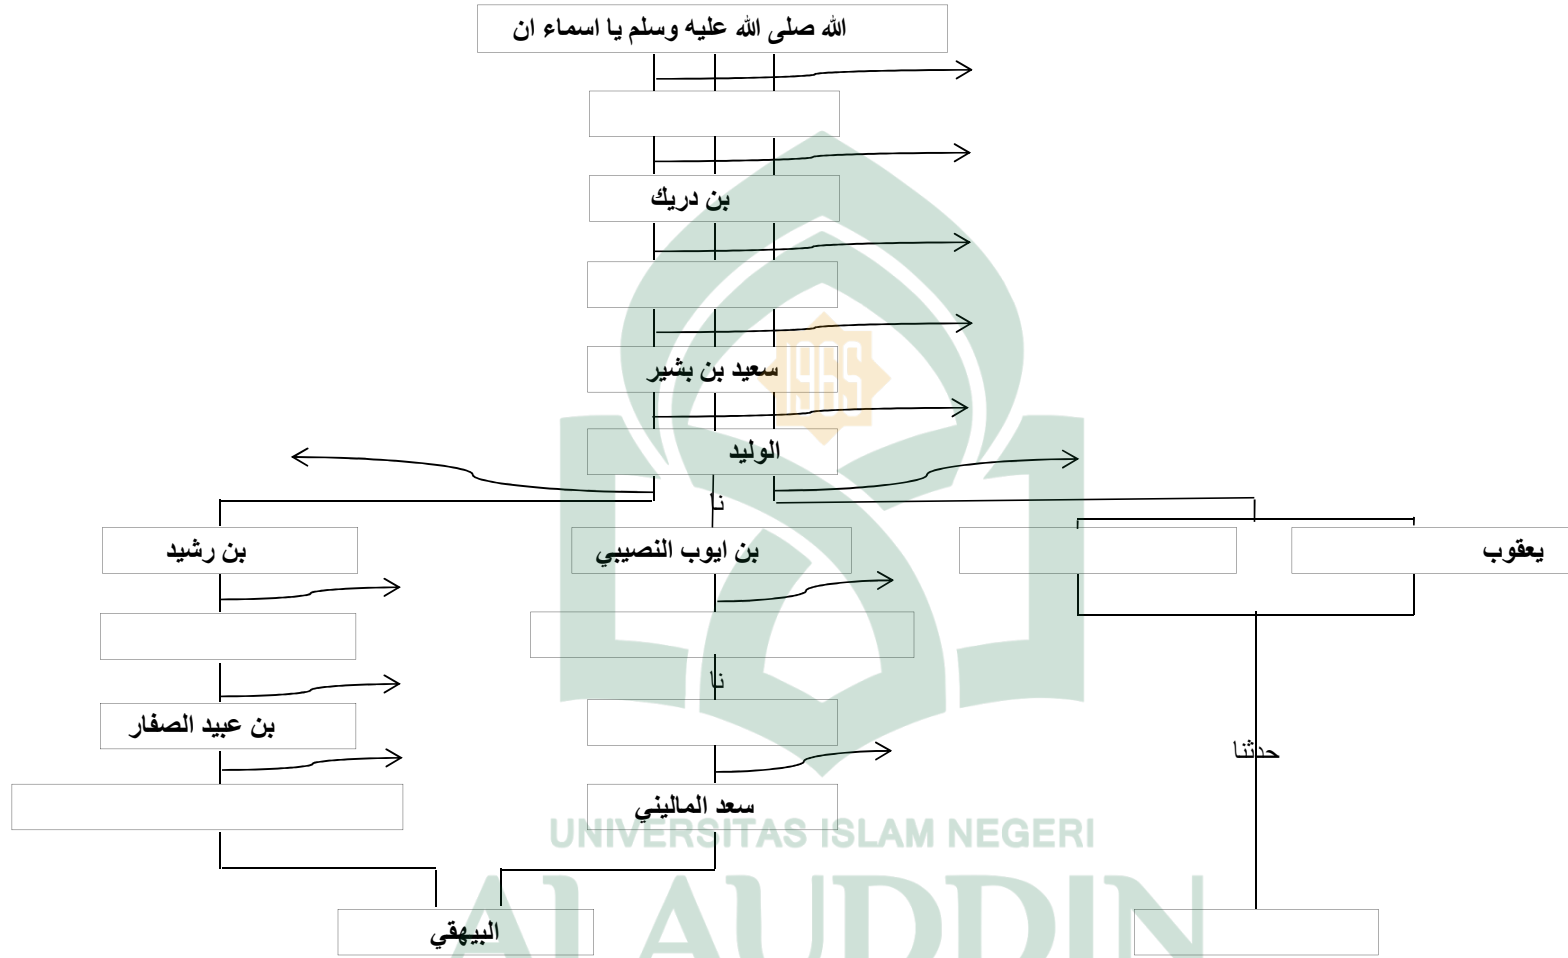 الله صلى الله عليه وسلم يا اسماء ان
بن دريك
1965
سعيد بن بشير
الوليد
نا
بن رشيد
بن ايوب النصيبي
يعقوب
نا
بن عبيد الصفار
حدثنا
سعد الماليني
UNIVERSITAS ISLAM NEGERI
البيهقي
ALAUDDIN